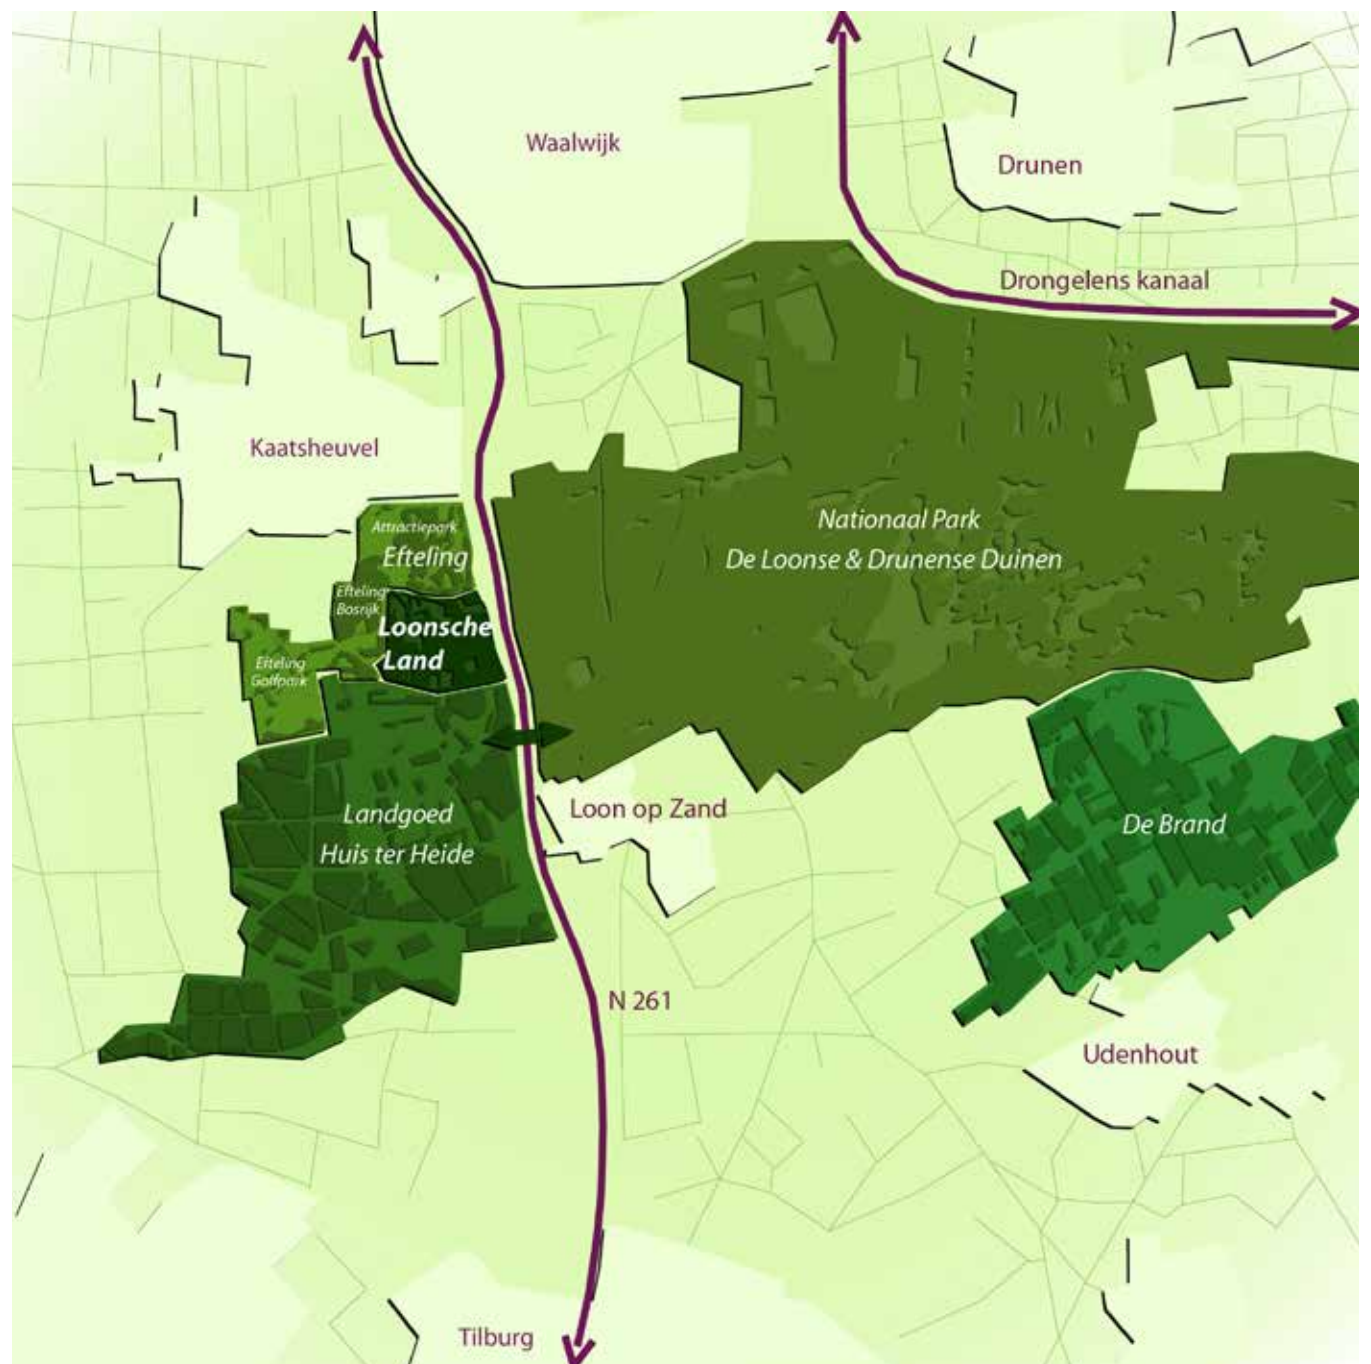 Waalwijk
Drunen
Drongelens kanaal
Kaatsheuvel
Attractiepark
Efteling
Nationaal Park
De Loonse & Drunense Duinen
Efteling
Bosrijk
Loonsche
Land
Efteling
Golfpark
Landgoed
Huis ter Heide
Loon op Zand
De Brand
N 261
Udenhout
Tilburg